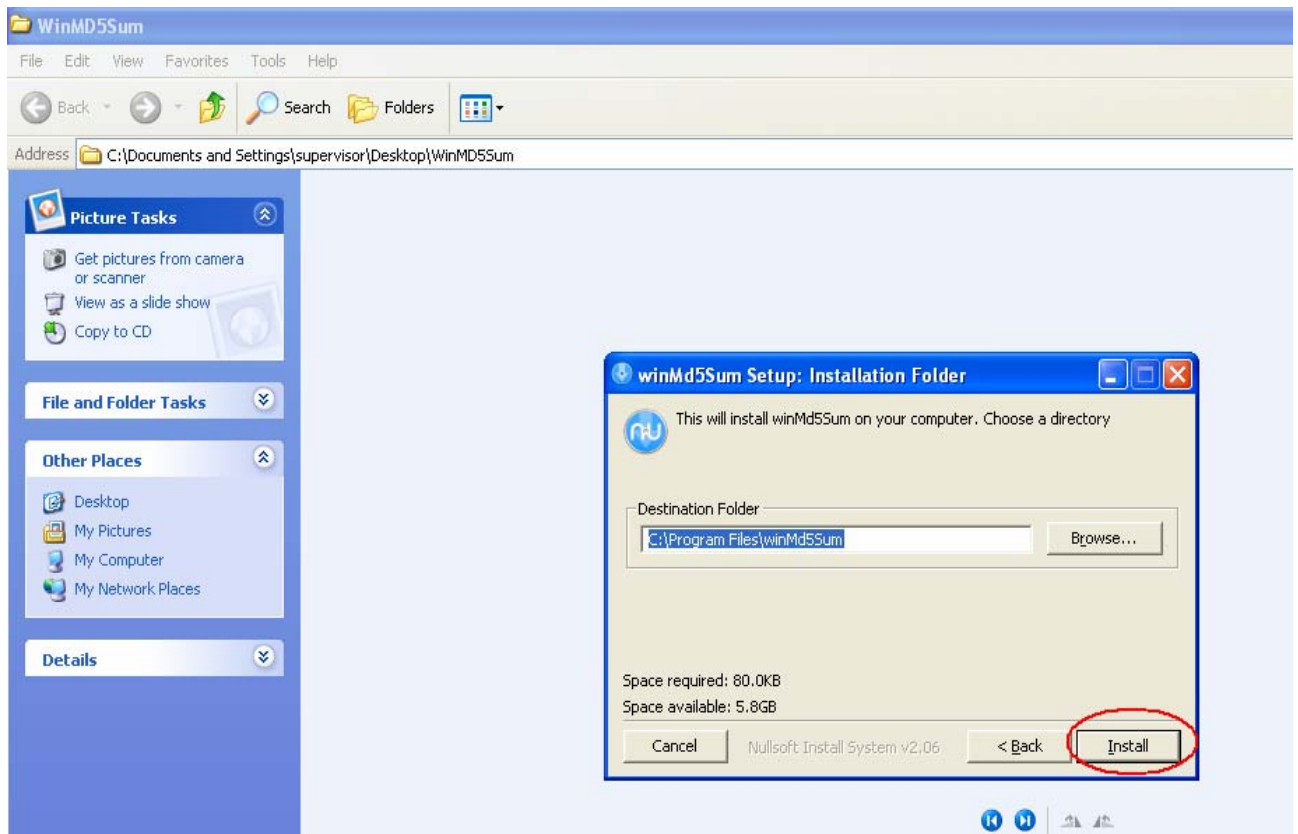 WinMD5Sum
File Edit View Favorites Tools Help
Back Search Folders
Address C:\Documents and Settings\supervisor\Desktop\WinMD5Sum
Picture Tasks
Get pictures from camera
or scanner
View as a slide show
Copy to CD
File and Folder Tasks
Other Places
Desktop
My Pictures
My Computer
My Network Places
Details
winMd5Sum Setup: Installation Folder
nU
This will install winMd5Sum on your computer. Choose a directory
Destination Folder
C:\Program Files\winMd5Sum
Browse...
Space required: 80.0KB
Space available: 5.8GB
Cancel Nullsoft Install System v2.06 < Back Install